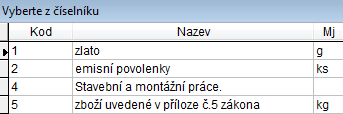 Vyberte z číselníku
Kod Nazev Mj
1 zlato g
2 emisní povolenky ks
4 Stavební a montážní práce.
5 zboží uvedené v příloze č.5 zákona kg